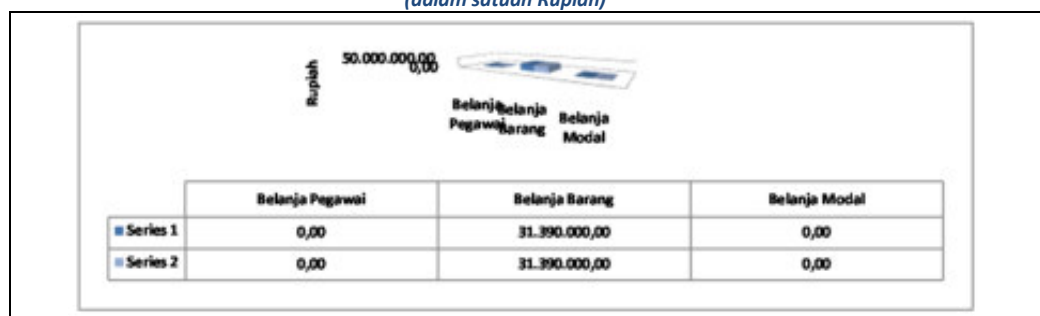 (dalam satuan Rupiah)
50.000.000,00
0,00
Rupiah
Belanja Pegawai
Belanja Barang
Belanja Modal
Belanja Pegawai Belanja Barang Belanja Modal
Series 1 0,00 31.390.000,00 0,00
Series 2 0,00 31.390.000,00 0,00